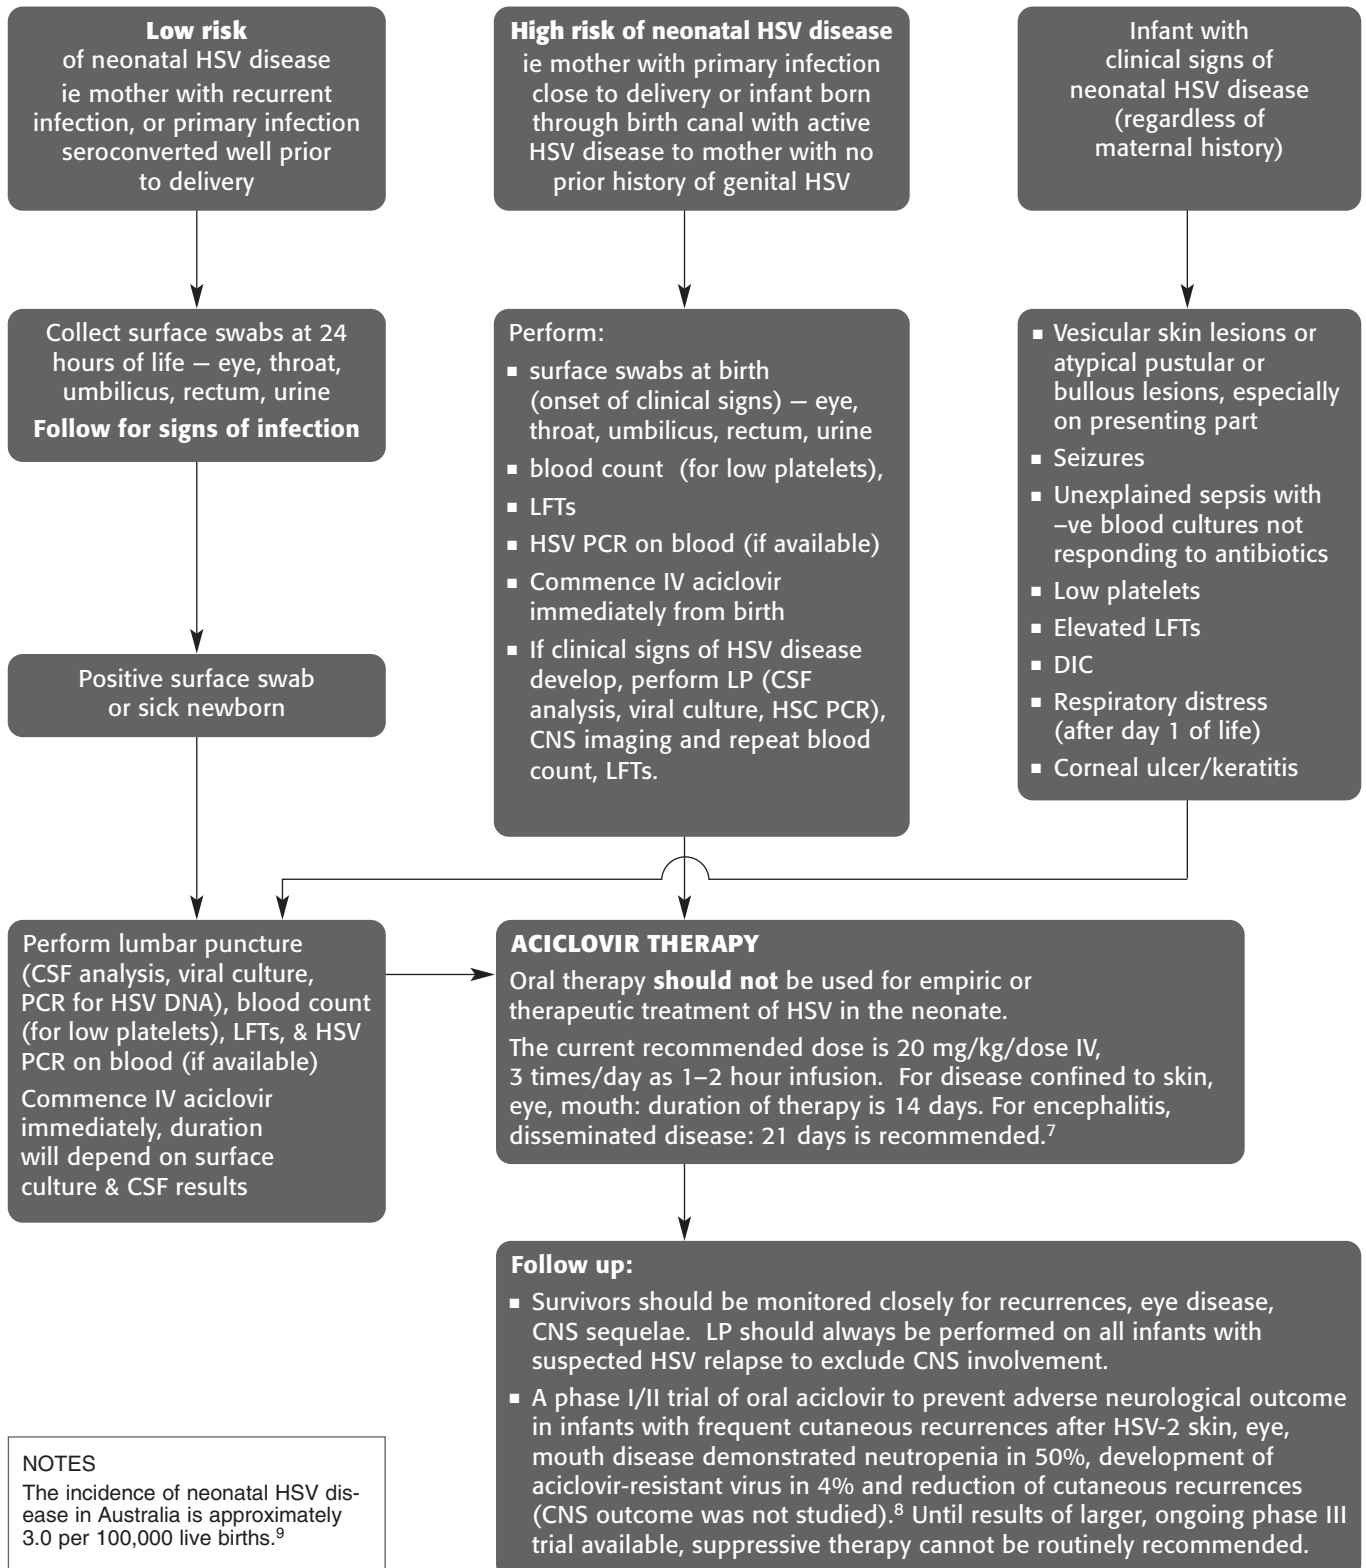 Low risk
of neonatal HSV disease
ie mother with recurrent
infection, or primary infection
seroconverted well prior
to delivery
High risk of neonatal HSV disease
ie mother with primary infection
close to delivery or infant born
through birth canal with active
HSV disease to mother with no
prior history of genital HSV
Infant with
clinical signs of
neonatal HSV disease
(regardless of
maternal history)
Collect surface swabs at 24
hours of life – eye, throat,
umbilicus, rectum, urine
Follow for signs of infection
Perform:
▪ surface swabs at birth
(onset of clinical signs) – eye,
throat, umbilicus, rectum, urine
▪ blood count (for low platelets),
▪ LFTs
▪ HSV PCR on blood (if available)
▪ Commence IV aciclovir
immediately from birth
▪ If clinical signs of HSV disease
develop, perform LP (CSF
analysis, viral culture, HSC PCR),
CNS imaging and repeat blood
count, LFTs.
▪ Vesicular skin lesions or
atypical pustular or
bullous lesions, especially
on presenting part
▪ Seizures
▪ Unexplained sepsis with
–ve blood cultures not
responding to antibiotics
▪ Low platelets
▪ Elevated LFTs
▪ DIC
▪ Respiratory distress
(after day 1 of life)
▪ Corneal ulcer/keratitis
Positive surface swab
or sick newborn
Perform lumbar puncture
(CSF analysis, viral culture,
PCR for HSV DNA), blood count
(for low platelets), LFTs, & HSV
PCR on blood (if available)
Commence IV aciclovir
immediately, duration
will depend on surface
culture & CSF results
ACICLOVIR THERAPY
Oral therapy should not be used for empiric or
therapeutic treatment of HSV in the neonate.
The current recommended dose is 20 mg/kg/dose IV,
3 times/day as 1–2 hour infusion. For disease confined to skin,
eye, mouth: duration of therapy is 14 days. For encephalitis,
disseminated disease: 21 days is recommended.7
Follow up:
▪ Survivors should be monitored closely for recurrences, eye disease,
CNS sequelae. LP should always be performed on all infants with
suspected HSV relapse to exclude CNS involvement.
▪ A phase I/II trial of oral aciclovir to prevent adverse neurological outcome
in infants with frequent cutaneous recurrences after HSV-2 skin, eye,
mouth disease demonstrated neutropenia in 50%, development of
aciclovir-resistant virus in 4% and reduction of cutaneous recurrences
(CNS outcome was not studied).8 Until results of larger, ongoing phase III
trial available, suppressive therapy cannot be routinely recommended.
NOTES
The incidence of neonatal HSV dis-
ease in Australia is approximately
3.0 per 100,000 live births.9